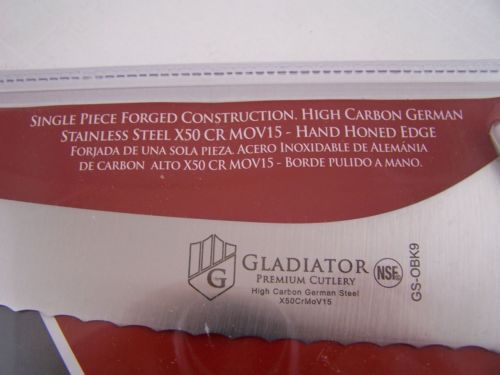 SINGLE PIECE FORGED CONSTRUCTION. HIGH CARBON GERMAN
STAINLESS STEEL X50 CR MOV15 - HAND HONED EDGE
FORJADA DE UNA SOLA PIEZA. ACERO INOXIDABLE DE ALEMÁNIA
DE CARBON ALTO X50 CR MOV15 - BORDE PULIDO A MANO.
G
GLADIATOR
PREMIUM CUTLERY
High Carbon German Steel
X50CrMoV15
NSF
GS-OBK9